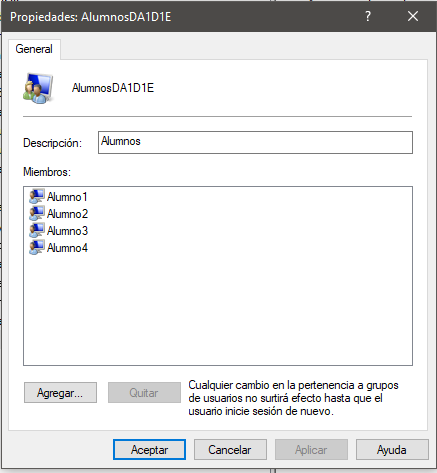 Propiedades: AlumnosDA1D1E
General
AlumnosDA1D1E
Descripción: Alumnos
Miembros:
Alumno1
Alumno2
Alumno3
Alumno4
Agregar... Quitar
Cualquier cambio en la pertenencia a grupos
de usuarios no surtirá efecto hasta que el
usuario inicie sesión de nuevo.
Aceptar Cancelar Aplicar Ayuda